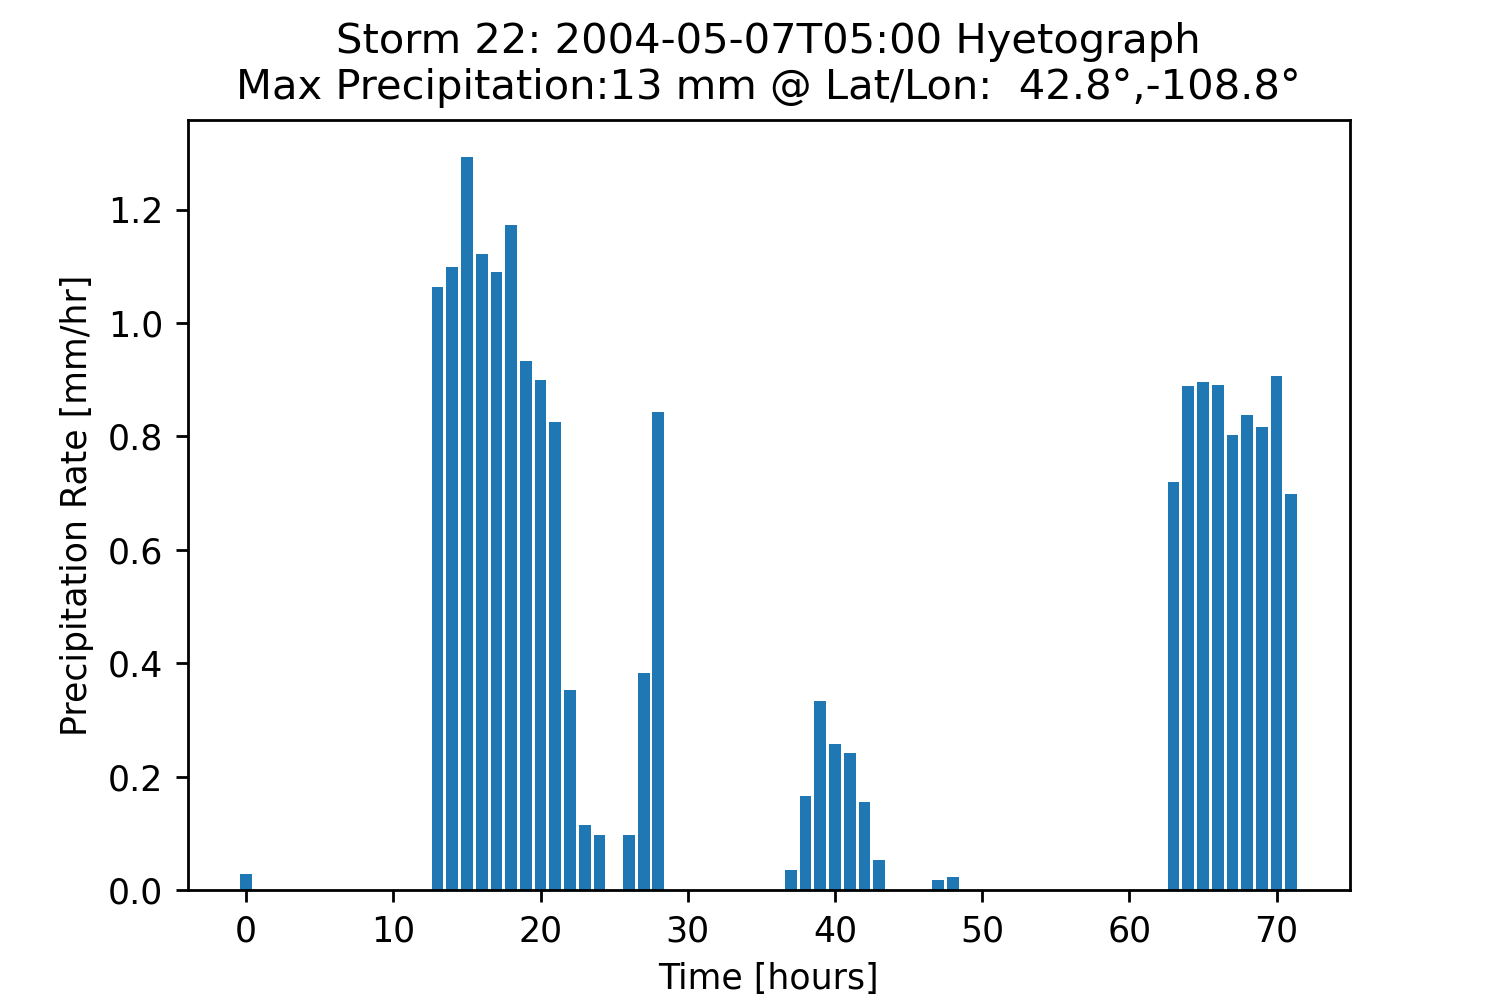 Storm 22: 2004-05-07T05:00 Hyetograph
Max Precipitation:13 mm @ Lat/Lon:  42.8°,-108.8°
Precipitation Rate [mm/hr]
1.2
1.0
0.8
0.6
0.4
0.2
0.0
0 10 20 30 40 50 60 70
Time [hours]